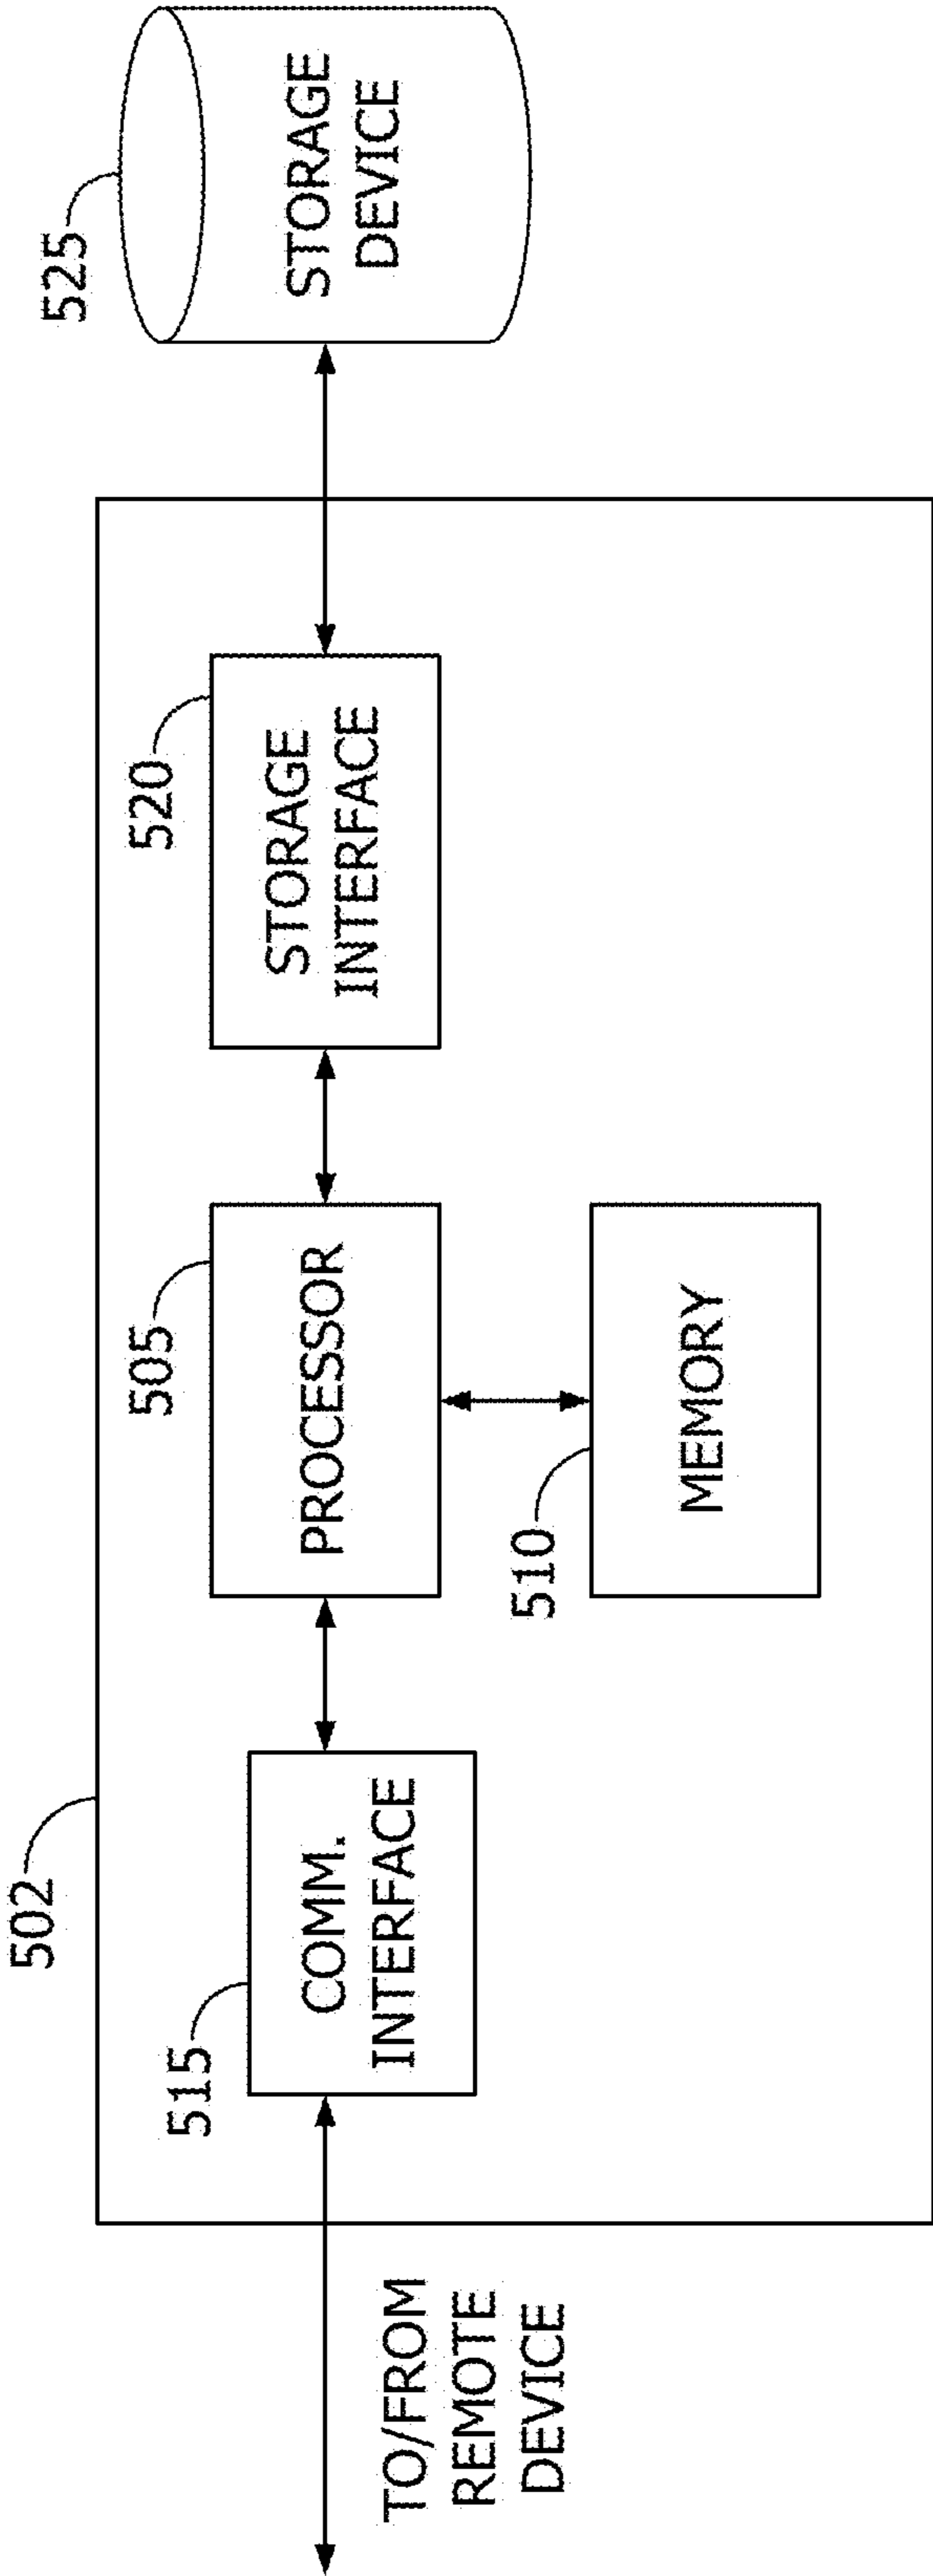 502
515
COMM.
INTERFACE
505
PROCESSOR
510
MEMORY
520
STORAGE
INTERFACE
525
STORAGE
DEVICE
TO/FROM
REMOTE
DEVICE